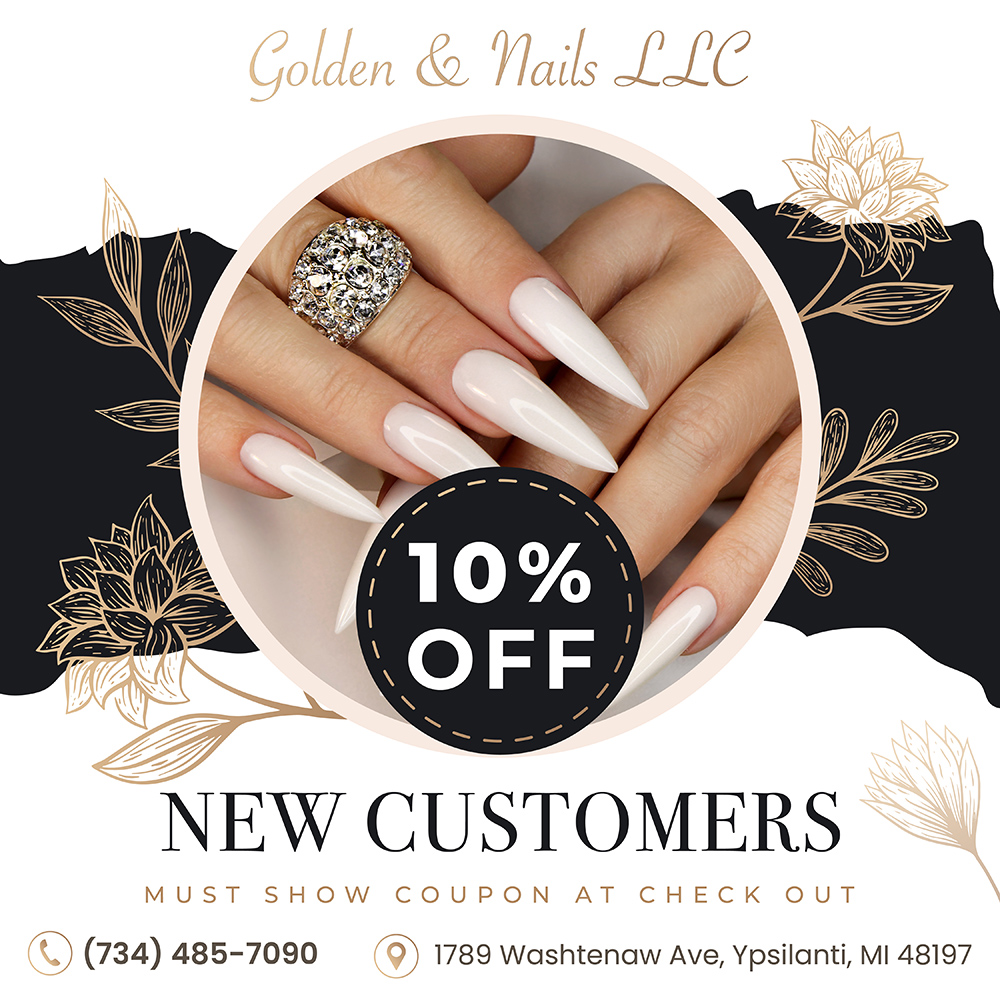 Golden & Nails LLC
10%
OFF
NEW CUSTOMERS
MUST SHOW COUPON AT CHECK OUT
(734) 485-7090
1789 Washtenaw Ave, Ypsilanti, MI 48197